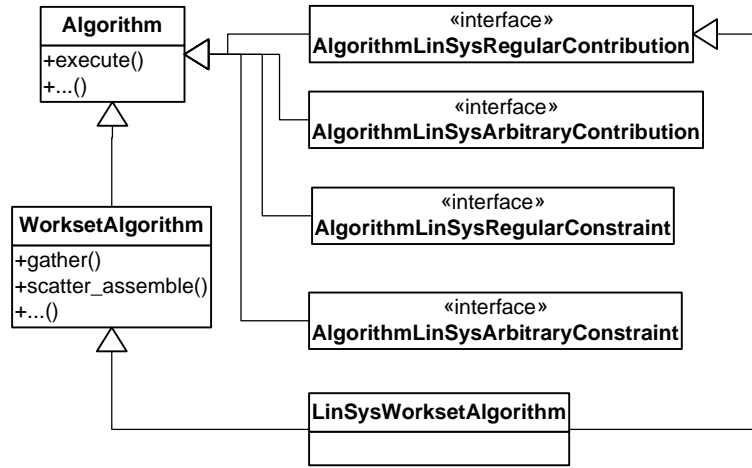 Algorithm
+execute()
+...()
«interface»
AlgorithmLinSysRegularContribution
«interface»
AlgorithmLinSysArbitraryContribution
WorksetAlgorithm
+gather()
+scatter_assemble()
+...()
«interface»
AlgorithmLinSysRegularConstraint
«interface»
AlgorithmLinSysArbitraryConstraint
LinSysWorksetAlgorithm